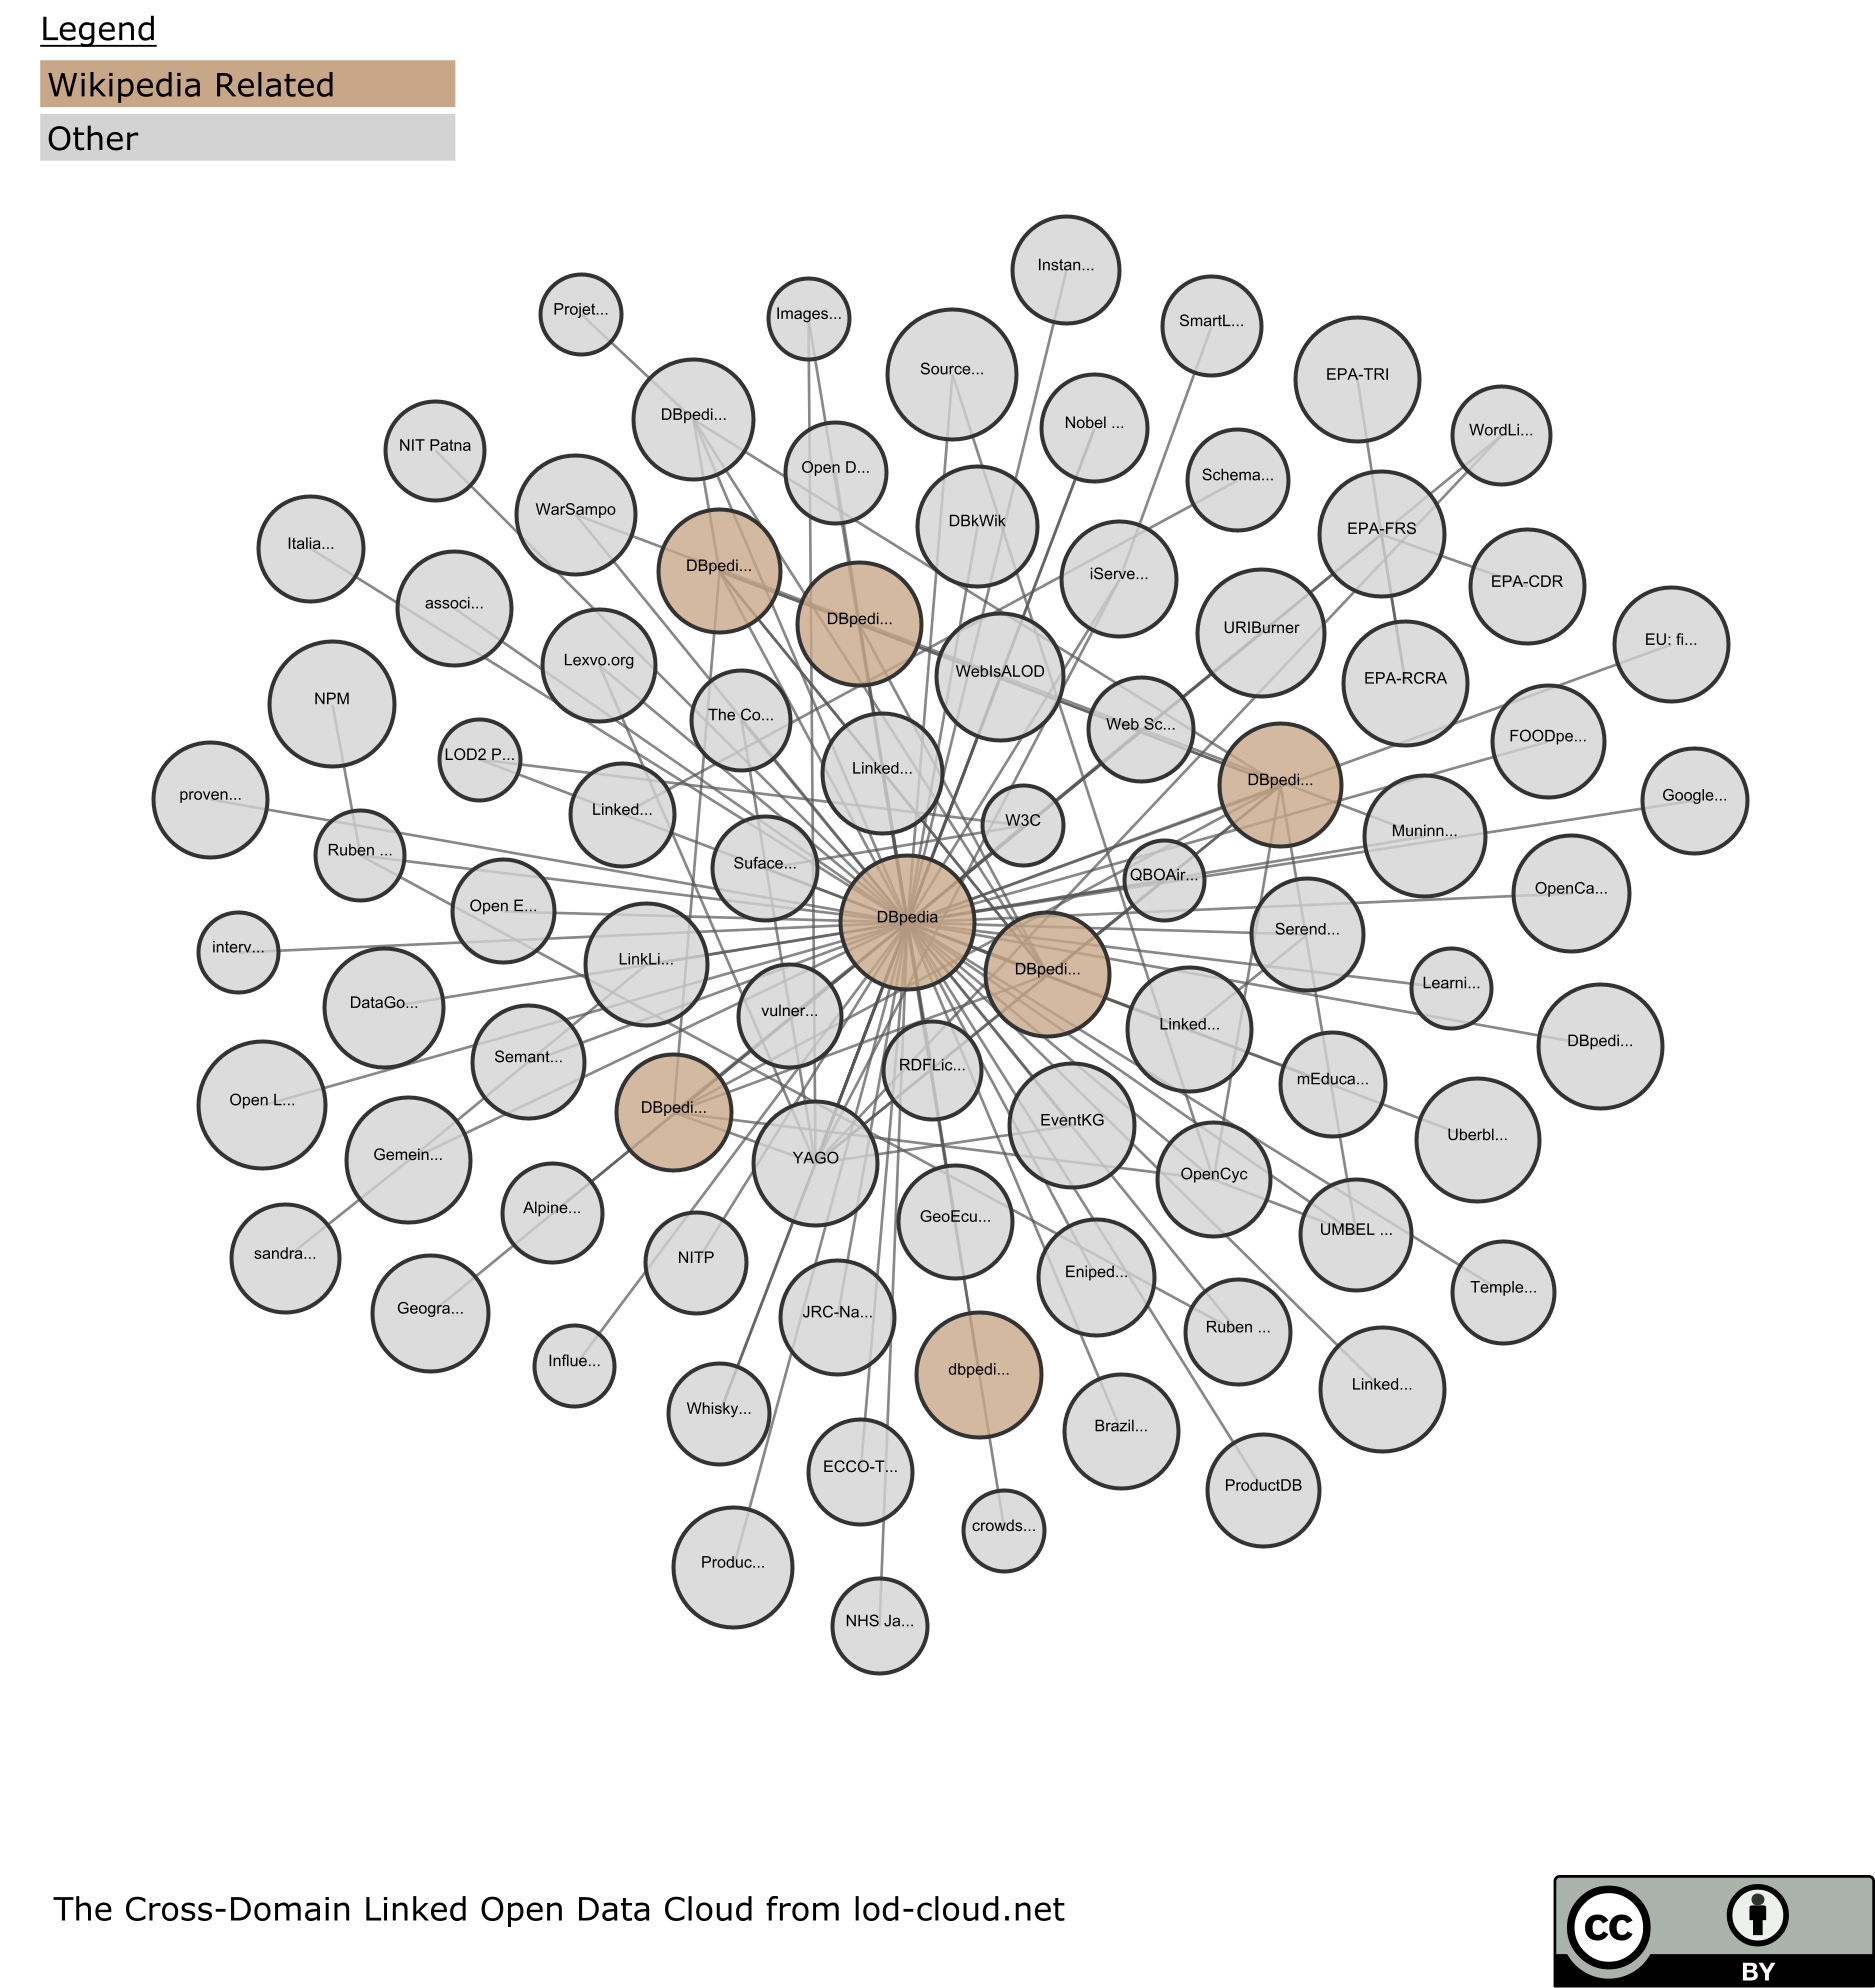 Legend
Wikipedia Related
Other
Instan...
Projet...
Images...
SmartL...
Source...
EPA-TRI
DBpedi...
Nobel ...
WordLi...
NIT Patna
Open D...
Schema...
WarSampo
DBkWik
EPA-FRS
Italia...
DBpedi...
iServe...
EPA-CDR
associ...
DBpedi...
URIBurner
EU: fi...
Lexvo.org
WebIsALOD
EPA-RCRA
NPM
The Co...
Web Sc...
FOODpe...
LOD2 P...
Linked...
DBpedi...
proven...
Google...
Linked...
W3C
Muninn...
Ruben ...
Suface...
QBOAir...
OpenCa...
Open E...
DBpedia
Serend...
interv...
LinkLi...
DBpedi...
Learni...
DataGo...
vulner...
Linked...
DBpedi...
Semant...
RDFLic...
mEduca...
Open L...
DBpedi...
EventKG
Uberbl...
Gemein...
YAGO
OpenCyc
Alpine...
GeoEcu...
UMBEL ...
sandra...
NITP
Eniped...
Temple...
Geogra...
JRC-Na...
Ruben ...
Influe...
dbpedi...
Linked...
Whisky...
Brazil...
ECCO-T...
ProductDB
crowds...
Produc...
NHS Ja...
The Cross-Domain Linked Open Data Cloud from lod-cloud.net
cc
BY